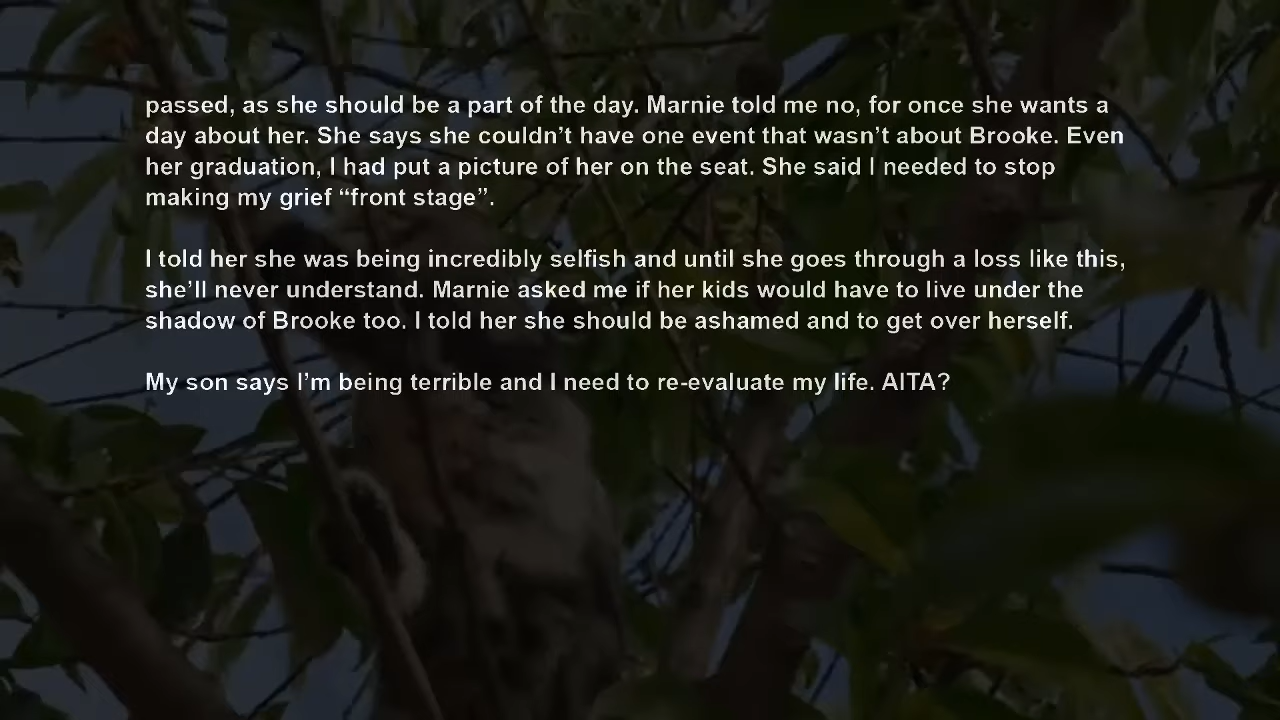 passed, as she should be a part of the day. Marnie told me no, for once she wants a
day about her. She says she couldn’t have one event that wasn’t about Brooke. Even
her graduation, I had put a picture of her on the seat. She said I needed to stop
making my grief “front stage”.
I told her she was being incredibly selfish and until she goes through a loss like this,
she’ll never understand. Marnie asked me if her kids would have to live under the
shadow of Brooke too. I told her she should be ashamed and to get over herself.
My son says I’m being terrible and I need to re-evaluate my life. AITA?